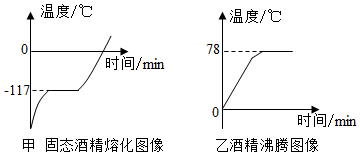 温度/℃
0
时间/min
-117
甲 固态酒精熔化图像
温度/℃
78
0
时间/min
乙酒精沸腾图像